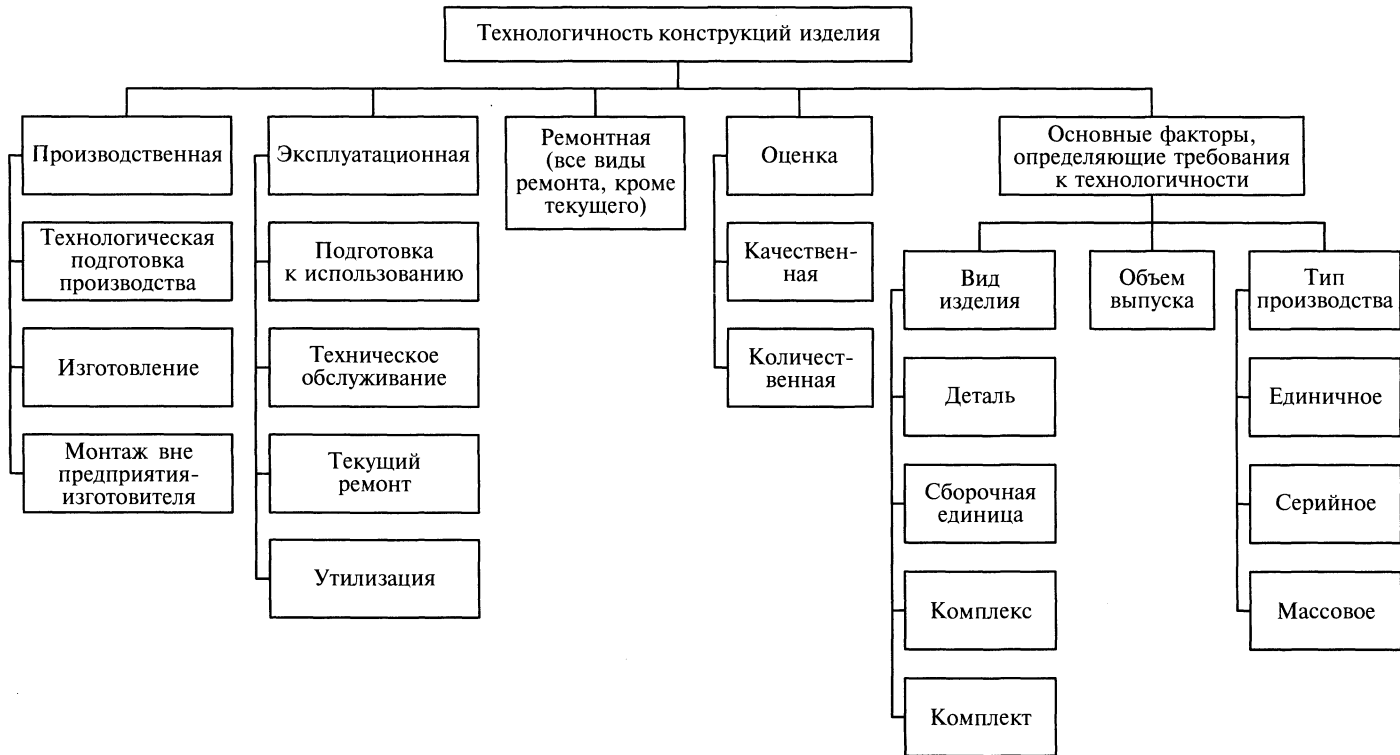 Технологичность конструкций изделия
Производственная
Технологическая
подготовка
производства
Изготовление
Монтаж вне
предприятия-
изготовителя
Эксплуатационная
Подготовка
к использованию
Техническое
обслуживание
Текущий
ремонт
Утилизация
Ремонтная
(все виды
ремонта, кроме
текущего)
Оценка
Качествен-
ная
Количест-
венная
Основные факторы,
определяющие требования
к технологичности
Вид
изделия
Деталь
Сборочная
единица
Комплекс
Комплект
Объем
выпуска
Тип
производства
Единичное
Серийное
Массовое